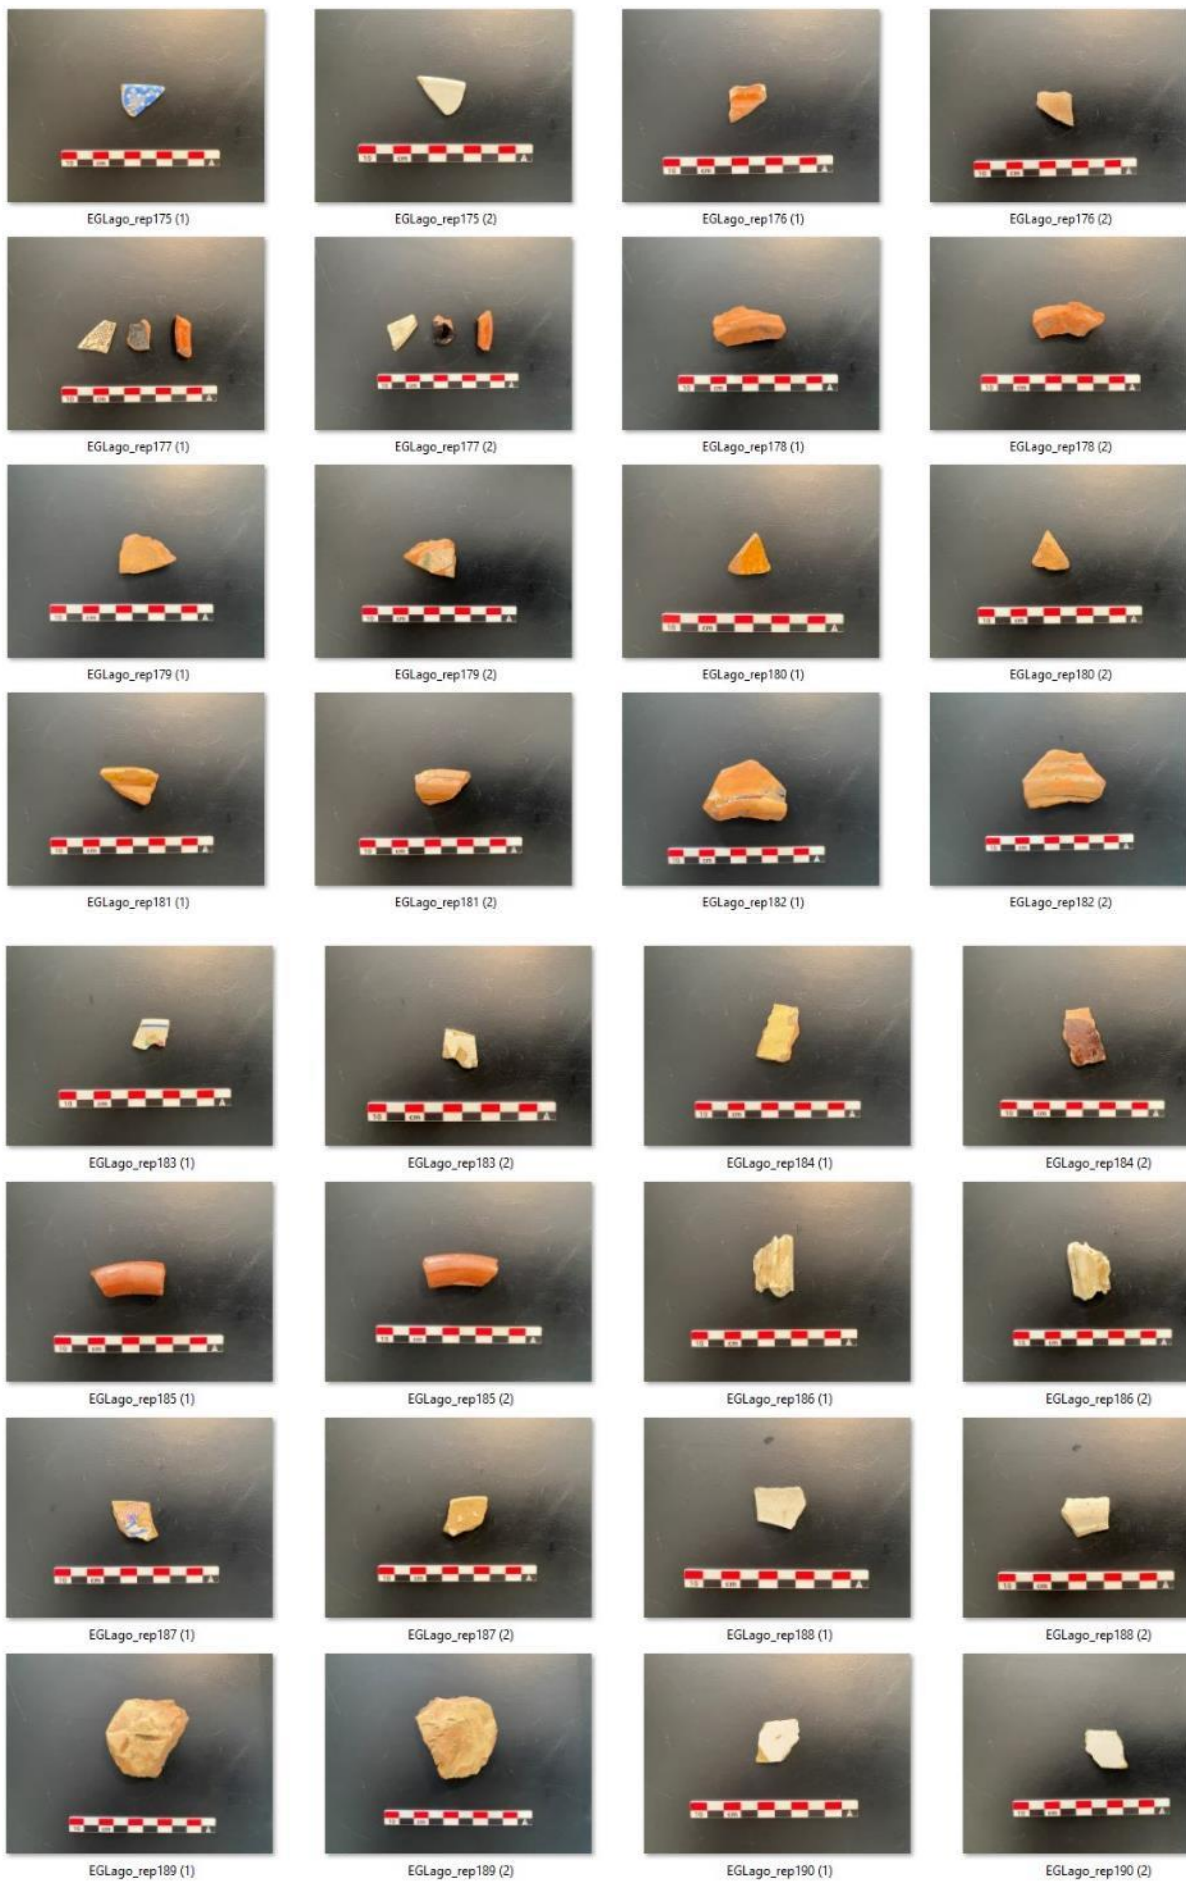 EGLago_rep175 (1) EGLago_rep175 (2) EGLago_rep176 (1) EGLago_rep176 (2)
EGLago_rep177 (1) EGLago_rep177 (2) EGLago_rep178 (1) EGLago_rep178 (2)
EGLago_rep179 (1) EGLago_rep179 (2) EGLago_rep180 (1) EGLago_rep180 (2)
EGLago_rep181 (1) EGLago_rep181 (2) EGLago_rep182 (1) EGLago_rep182 (2)
EGLago_rep183 (1) EGLago_rep183 (2) EGLago_rep184 (1) EGLago_rep184 (2)
EGLago_rep185 (1) EGLago_rep185 (2) EGLago_rep186 (1) EGLago_rep186 (2)
EGLago_rep187 (1) EGLago_rep187 (2) EGLago_rep188 (1) EGLago_rep188 (2)
EGLago_rep189 (1) EGLago_rep189 (2) EGLago_rep190 (1) EGLago_rep190 (2)